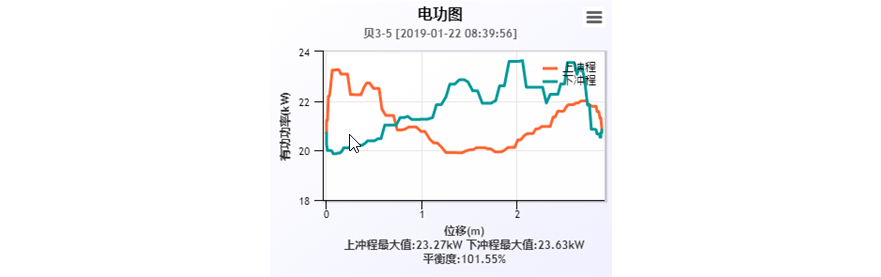 电功图
贝3-5 [2019-01-22 08:39:56]
24
22
20
18
有功功率(kW)
上冲程
下冲程
0
1
2
位移(m)
上冲程最大值:23.27kW 下冲程最大值:23.63kW
平衡度:101.55%